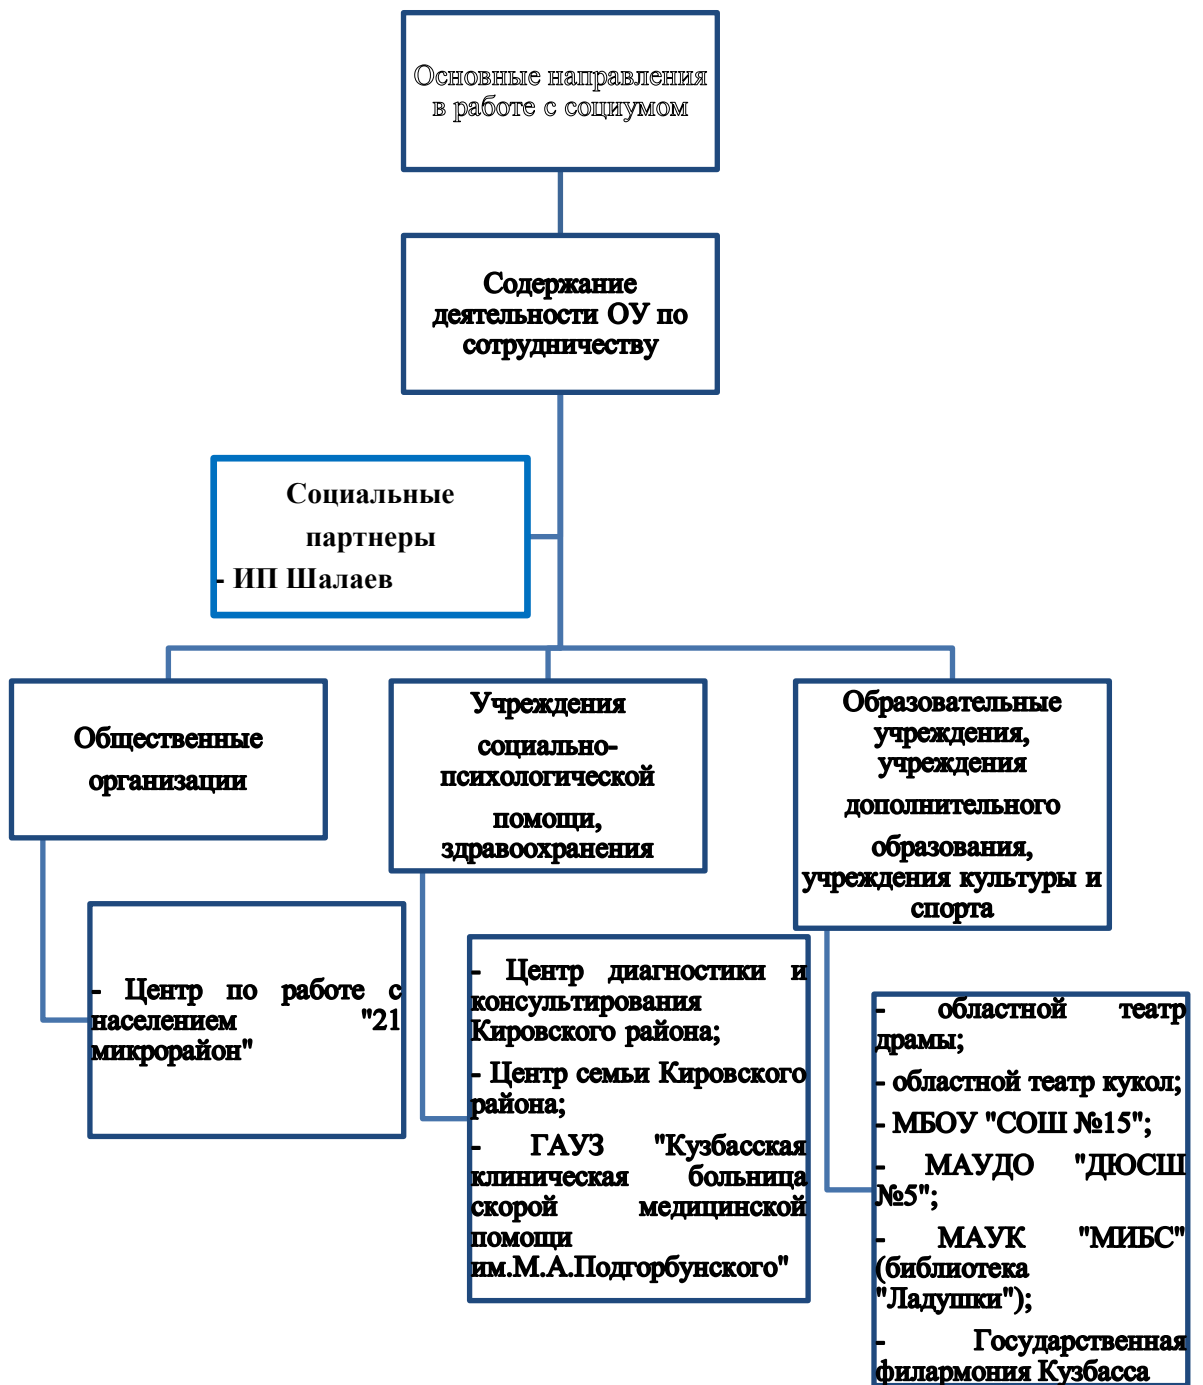 Основные направления
в работе с социумом
Содержание
деятельности ОУ по
сотрудничеству
Социальные
партнеры
- ИП Шалаев
Общественные
организации
- Центр по работе с
населением "21
микрорайон"
Учреждения
социально-
психологической
помощи,
здравоохранения
- Центр диагностики и
консультирования
Кировского района;
- Центр семьи Кировского
района;
- ГАУЗ "Кузбасская
клиническая больница
скорой медицинской
помощи
им.М.А.Подгорбунского"
Образовательные
учреждения,
учреждения
дополнительного
образования,
учреждения культуры и
спорта
- областной театр
драмы;
- областной театр кукол;
- МБОУ "СОШ №15";
- МАУДО "ДЮСШ
№5";
- МАУК "МИБС"
(библиотека
"Ладушки");
- Государственная
филармония Кузбасса